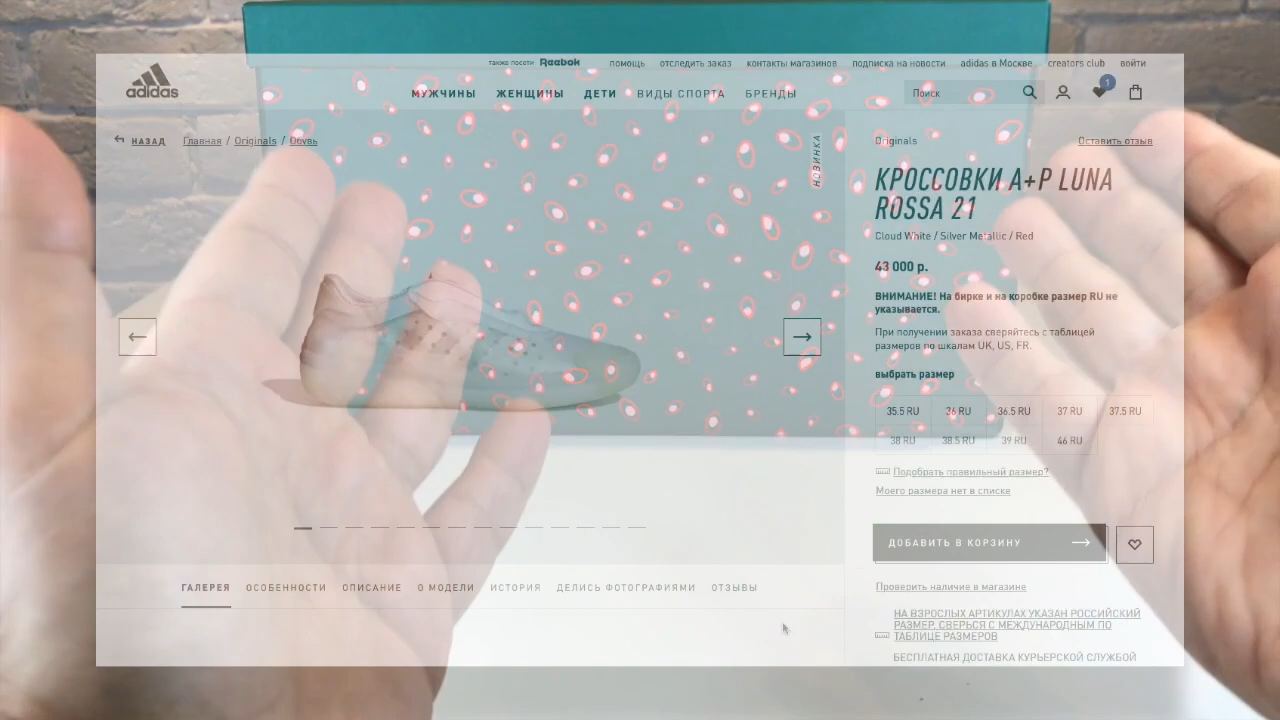 adidas
также посети Reebok помощь отследить заказ контакты магазинов подписка на новости adidas в Москве creators club войти
МУЖЧИНЫ ЖЕНЩИНЫ ДЕТИ ВИДЫ СПОРТА БРЕНДЫ Поиск 1
НАЗАД Главная / Originals / Обувь
НОВИНКА
Originals Оставить отзыв
КРОССОВКИ A+P LUNA
ROSSA 21
Cloud White / Silver Metallic / Red
43 000 р.
ВНИМАНИЕ! На бирке и на коробке размер RU не
указывается.
При получении заказа сверяйтесь с таблицей
размеров по шкалам UK, US, FR.
выбрать размер
35.5 RU 36 RU 36.5 RU 37 RU 37.5 RU
38 RU 38.5 RU 39 RU 46 RU
Подобрать правильный размер?
Моего размера нет в списке
ДОБАВИТЬ В КОРЗИНУ
Проверить наличие в магазине
ГАЛЕРЕЯ ОСОБЕННОСТИ ОПИСАНИЕ О МОДЕЛИ ИСТОРИЯ ДЕЛИСЬ ФОТОГРАФИЯМИ ОТЗЫВЫ
НА ВЗРОСЛЫХ АРТИКУЛАХ УКАЗАН РОССИЙСКИЙ
РАЗМЕР, СВЕРЬСЯ С МЕЖДУНАРОДНЫМ ПО
ТАБЛИЦЕ РАЗМЕРОВ
БЕСПЛАТНАЯ ДОСТАВКА КУРЬЕРСКОЙ СЛУЖБОЙ